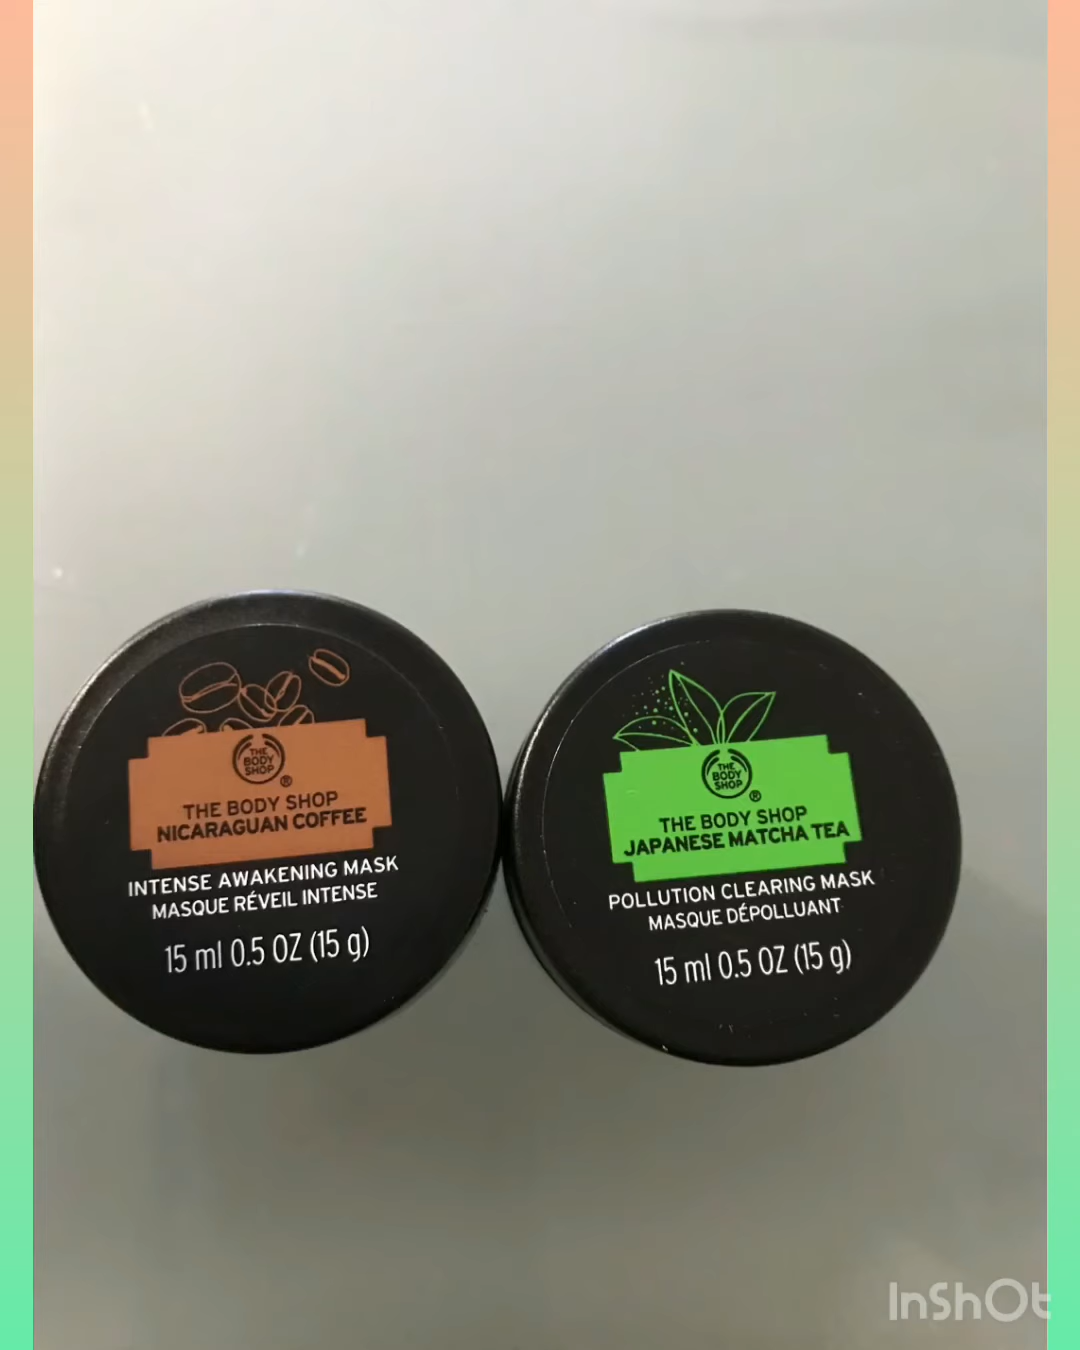 THE
BODY
SHOP
®
THE BODY SHOP
NICARAGUAN COFFEE
INTENSE AWAKENING MASK
MASQUE RÉVEIL INTENSE
15 ml 0.5 OZ (15 g)
THE
BODY
SHOP
®
THE BODY SHOP
JAPANESE MATCHA TEA
POLLUTION CLEARING MASK
MASQUE DÉPOLLUANT
15 ml 0.5 OZ (15 g)
InShOt